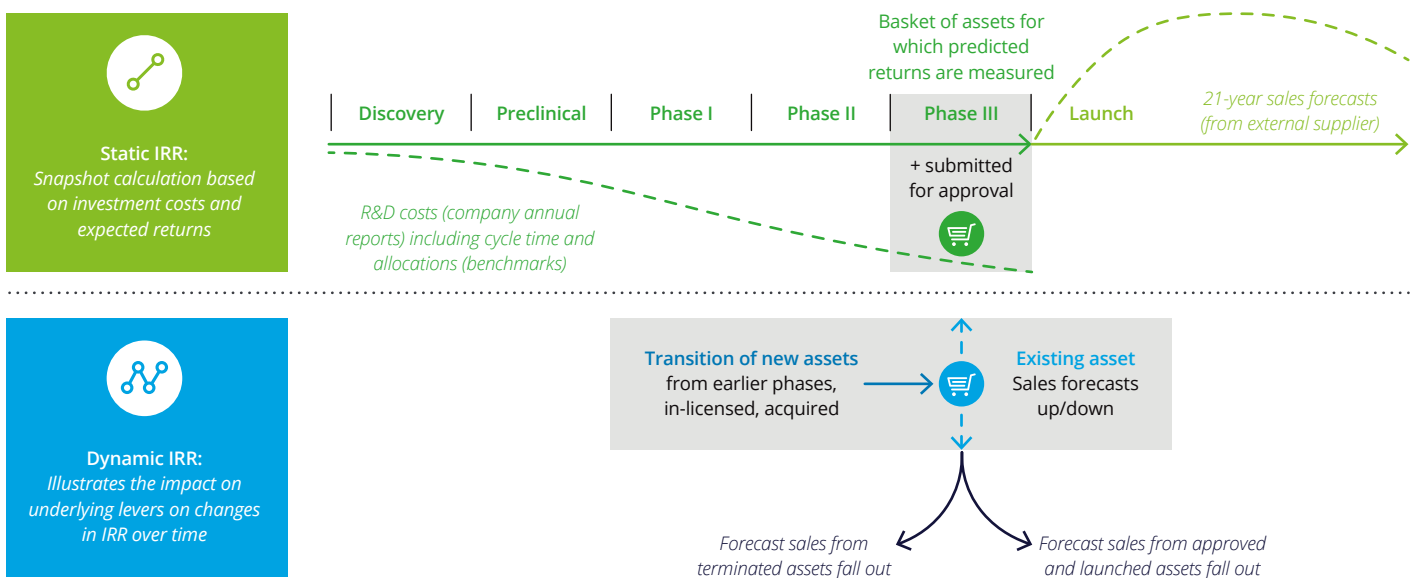 Static IRR:
Snapshot calculation based
on investment costs and
expected returns
Basket of assets for
which predicted
returns are measured
Discovery
Preclinical
Phase I
Phase II
Phase III
Launch
21-year sales forecasts
(from external supplier)
+ submitted
for approval
R&D costs (company annual
reports) including cycle time and
allocations (benchmarks)
Dynamic IRR:
Illustrates the impact on
underlying levers on changes
in IRR over time
Transition of new assets
from earlier phases,
in-licensed, acquired
Existing asset
Sales forecasts
up/down
Forecast sales from
terminated assets fall out
Forecast sales from approved
and launched assets fall out